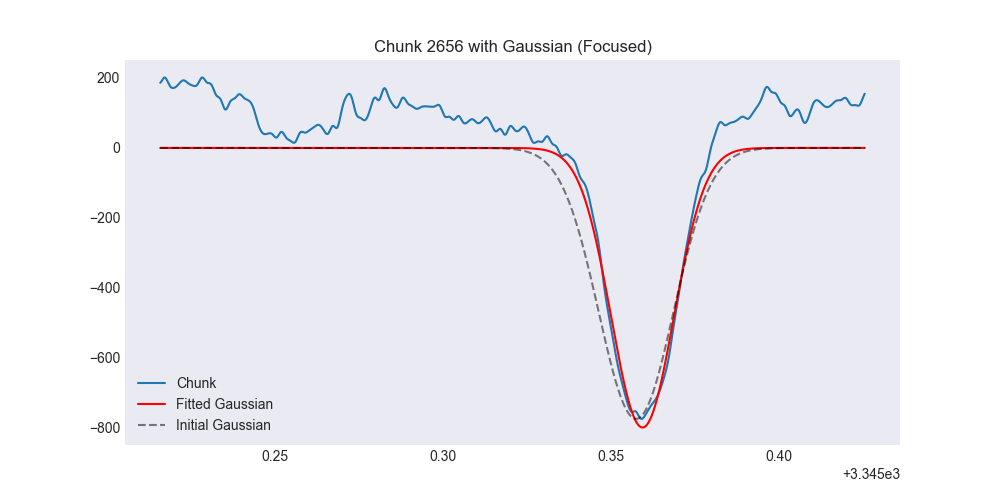 Chunk 2656 with Gaussian (Focused)
200
0
−200
−400
−600
−800
Chunk
Fitted Gaussian
Initial Gaussian
0.25 0.30 0.35 0.40
+3.345e3